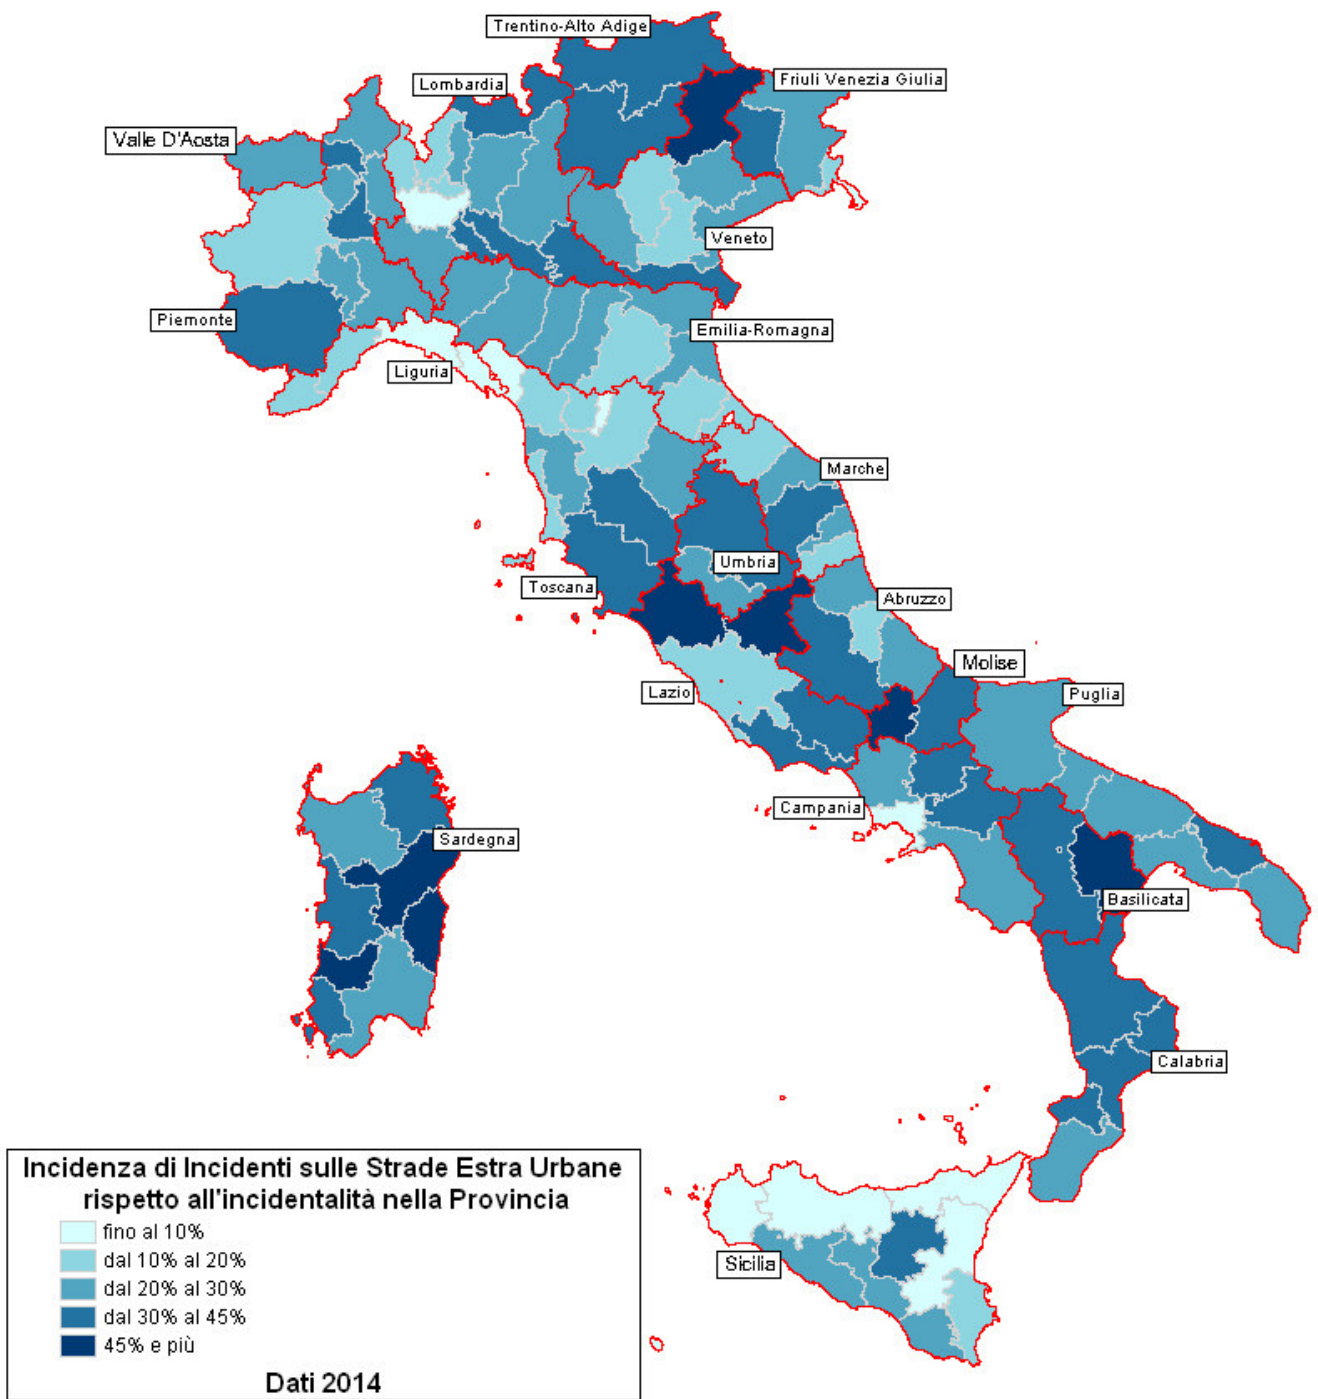 Trentino-Alto Adige
Friuli Venezia Giulia
Lombardia
Valle D'Aosta
Veneto
Piemonte
Emilia-Romagna
Liguria
Marche
Umbria
Toscana
Abruzzo
Molise
Lazio
Puglia
Campania
Sardegna
Basilicata
Calabria
Sicilia
Incidenza di Incidenti sulle Strade Estra Urbane
rispetto all'incidentalità nella Provincia
fino al 10%
dal 10% al 20%
dal 20% al 30%
dal 30% al 45%
45% e più
Dati 2014